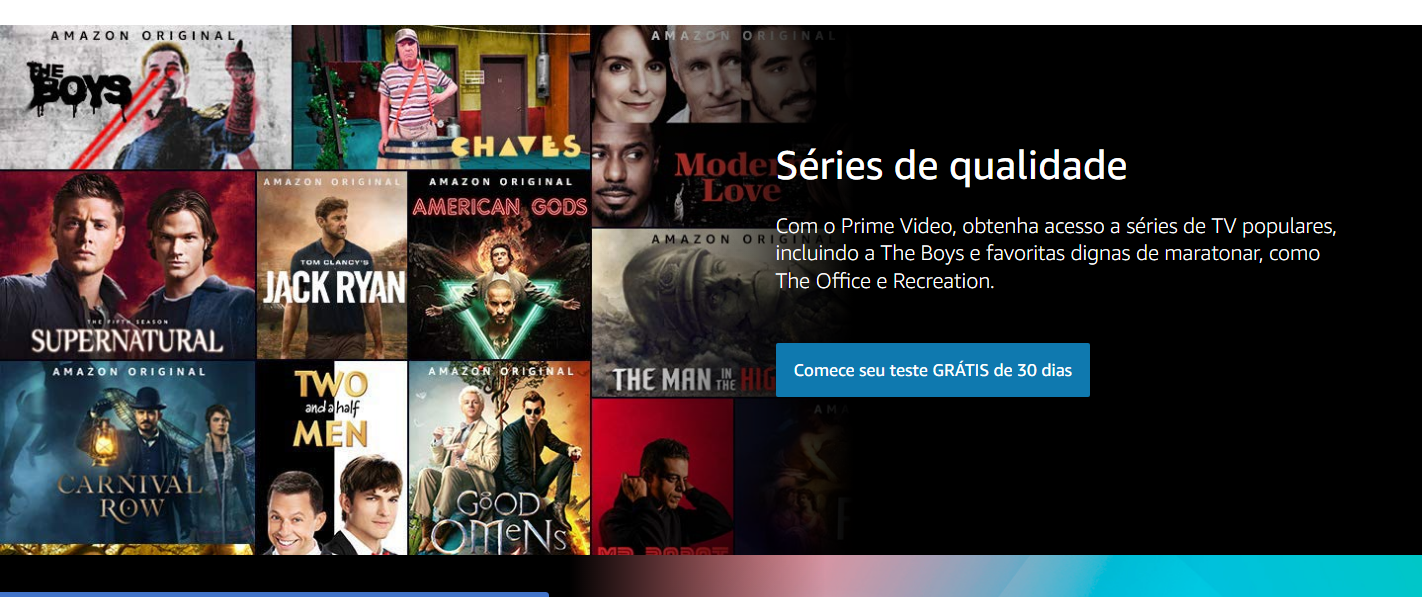 AMAZON ORIGINAL
THE
BOYS
CHAVES
AMAZON ORIGINAL
Modern
Love
THE FIFTH SEASON
SUPERNATURAL
AMAZON ORIGINAL
TOM CLANCY'S
JACK RYAN
AMAZON ORIGINAL
AMERICAN GODS
AMAZON ORIGINAL
THE MAN IN THE HIG
AMAZON ORIGINAL
CARNIVAL
ROW
TWO
and a half
MEN
AMAZON ORIGINAL
GOOD
OMENS
MR. ROBOT
Séries de qualidade
Com o Prime Video, obtenha acesso a séries de TV populares,
incluindo a The Boys e favoritas dignas de maratonar, como
The Office e Recreation.
Comece seu teste GRÁTIS de 30 dias